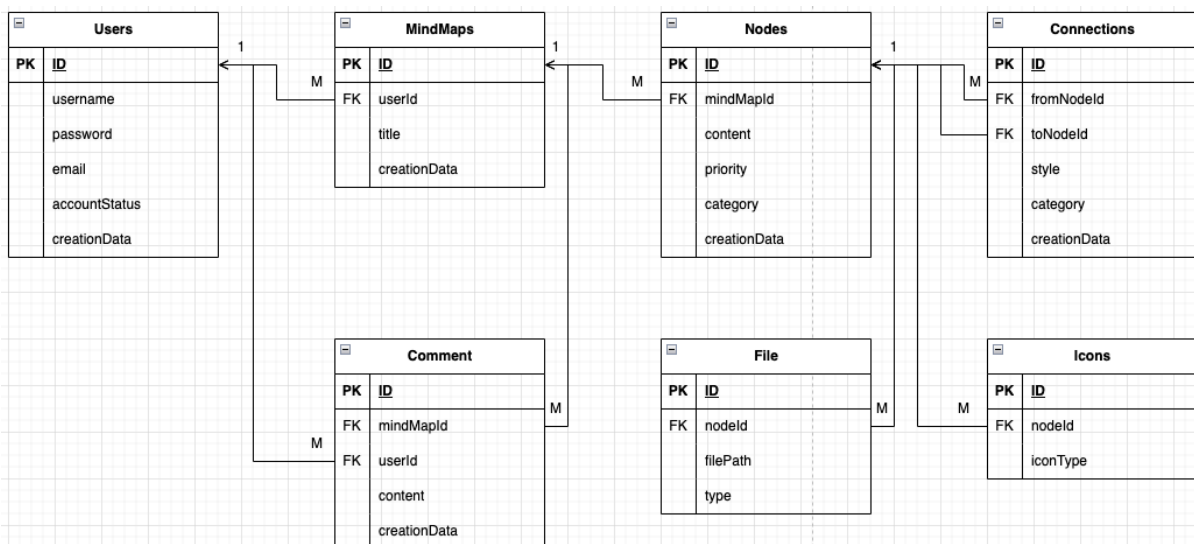 Users
PK ID
username
password
email
accountStatus
creationData
1
M
MindMaps
PK ID
FK userId
title
creationData
1
M
Nodes
PK ID
FK mindMapId
content
priority
category
creationData
1
M
Connections
PK ID
FK fromNodeId
FK toNodeId
style
category
creationData
M
Comment
PK ID
FK mindMapId
FK userId
content
creationData
M
File
PK ID
FK nodeId
filePath
type
M
M
Icons
PK ID
FK nodeId
iconType